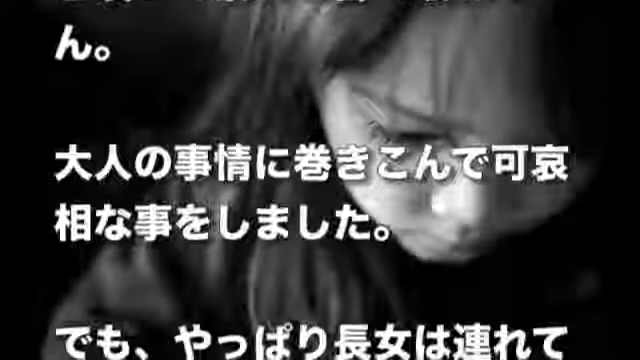 ん。
大人の事情に巻きこんで可哀
相な事をしました。
でも、やっぱり長女は連れて